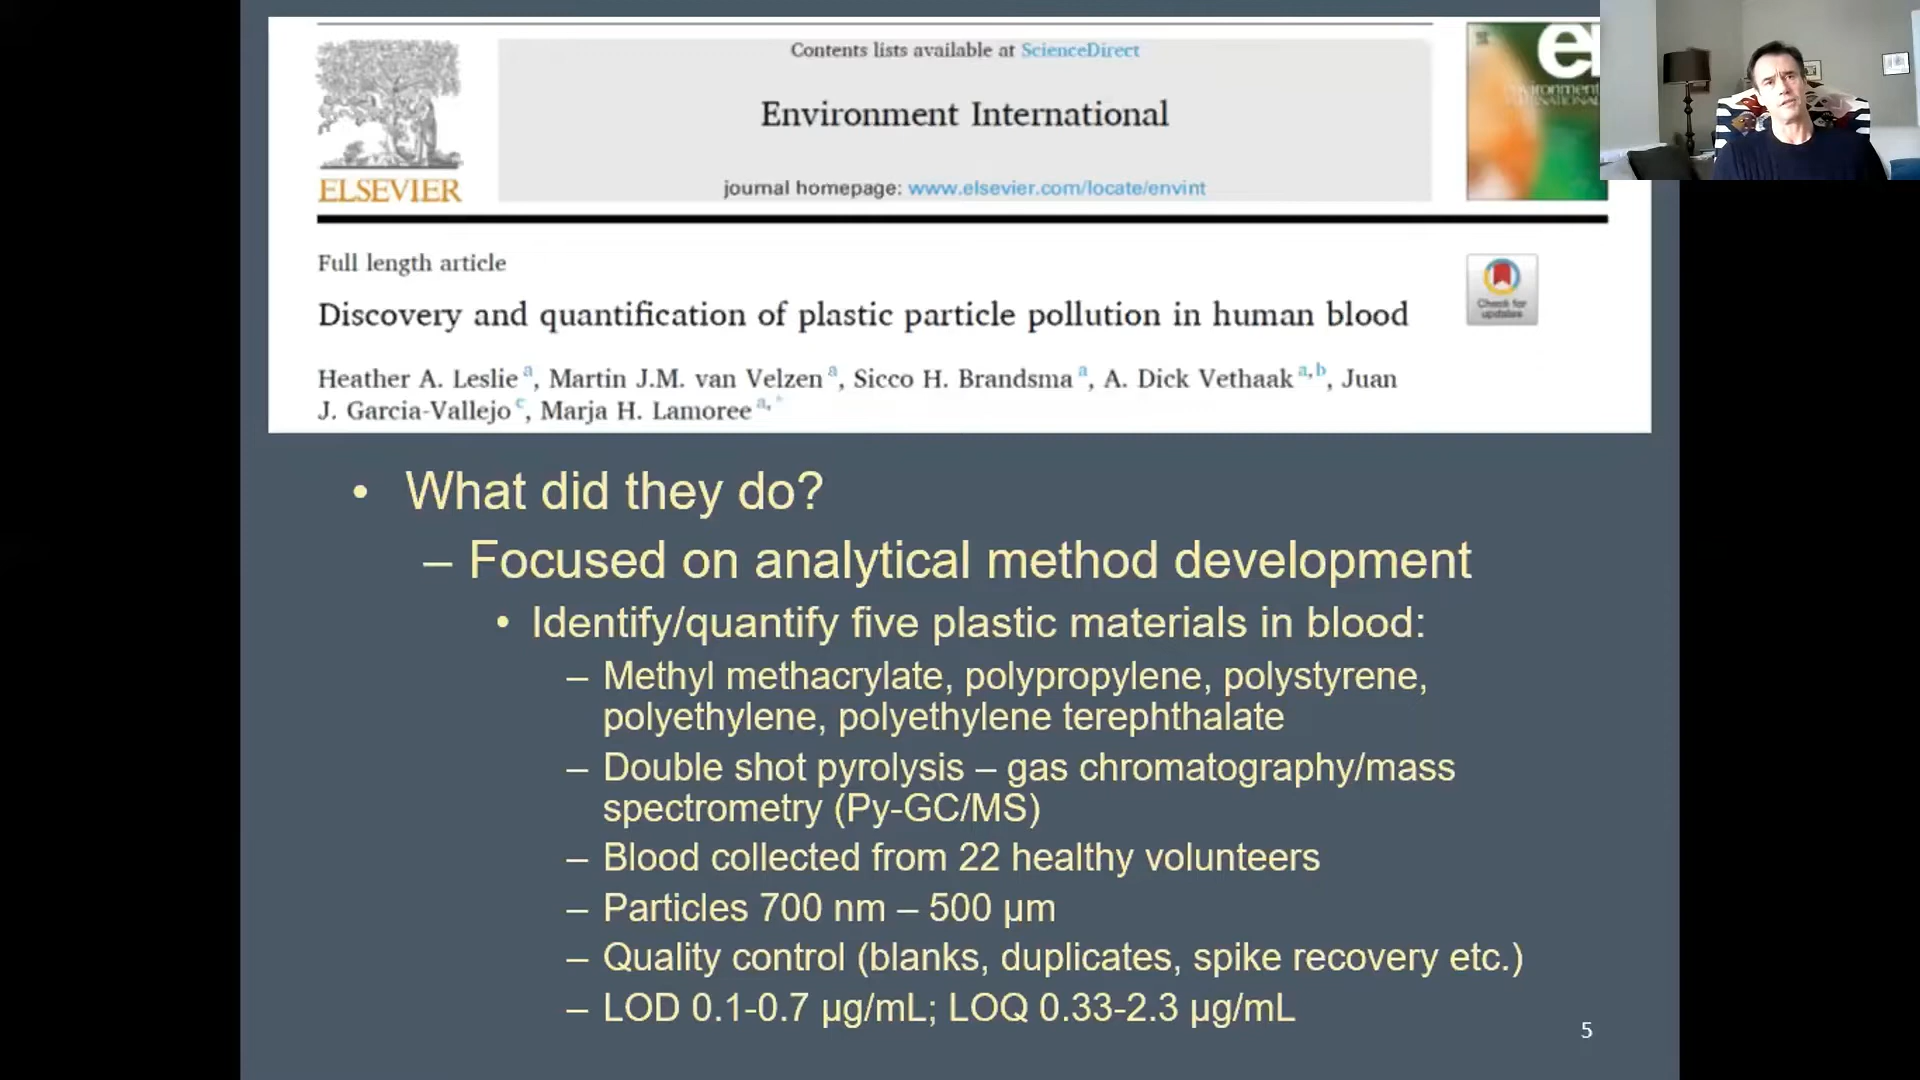 Contents lists available at ScienceDirect
Environment International
journal homepage: www.elsevier.com/locate/envint
ELSEVIER
Full length article
Check for
updates
Discovery and quantification of plastic particle pollution in human blood
Heather A. Leslie a, Martin J.M. van Velzen a, Sicco H. Brandsma a, A. Dick Vethaak a,b, Juan
J. Garcia-Vallejo c, Marja H. Lamoree a,*
• What did they do?
– Focused on analytical method development
• Identify/quantify five plastic materials in blood:
– Methyl methacrylate, polypropylene, polystyrene,
polyethylene, polyethylene terephthalate
– Double shot pyrolysis – gas chromatography/mass
spectrometry (Py-GC/MS)
– Blood collected from 22 healthy volunteers
– Particles 700 nm – 500 µm
– Quality control (blanks, duplicates, spike recovery etc.)
– LOD 0.1-0.7 µg/mL; LOQ 0.33-2.3 µg/mL
5